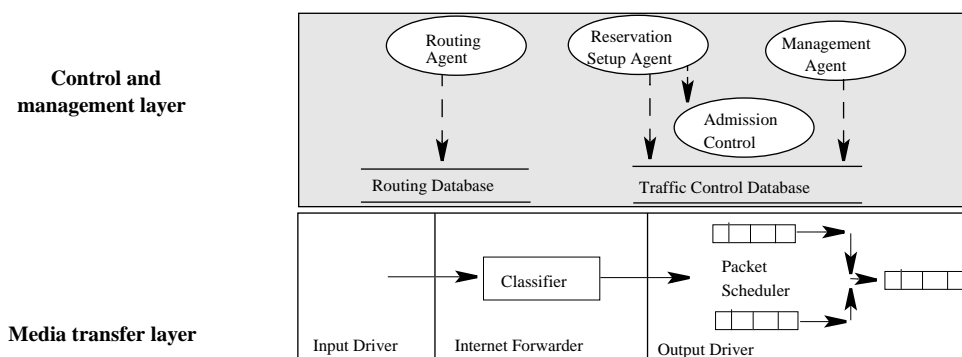 Control and
management layer
Routing
Agent
Reservation
Setup Agent
Management
Agent
Admission
Control
Routing Database
Traffic Control Database
Media transfer layer
Classifier
Packet
Scheduler
Input Driver
Internet Forwarder
Output Driver